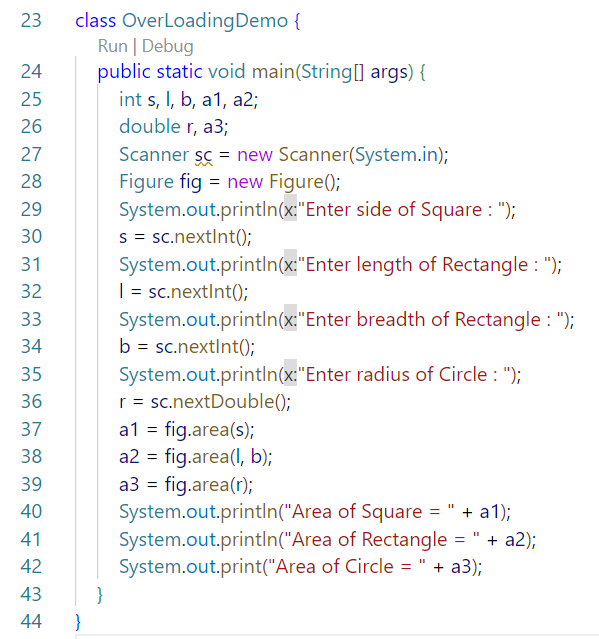 23 class OverLoadingDemo {
Run | Debug
24 public static void main(String[] args) {
25 int s, l, b, a1, a2;
26 double r, a3;
27 Scanner sc = new Scanner(System.in);
28 Figure fig = new Figure();
29 System.out.println(x:"Enter side of Square : ");
30 s = sc.nextInt();
31 System.out.println(x:"Enter length of Rectangle : ");
32 l = sc.nextInt();
33 System.out.println(x:"Enter breadth of Rectangle : ");
34 b = sc.nextInt();
35 System.out.println(x:"Enter radius of Circle : ");
36 r = sc.nextDouble();
37 a1 = fig.area(s);
38 a2 = fig.area(l, b);
39 a3 = fig.area(r);
40 System.out.println("Area of Square = " + a1);
41 System.out.println("Area of Rectangle = " + a2);
42 System.out.print("Area of Circle = " + a3);
43 }
44 }